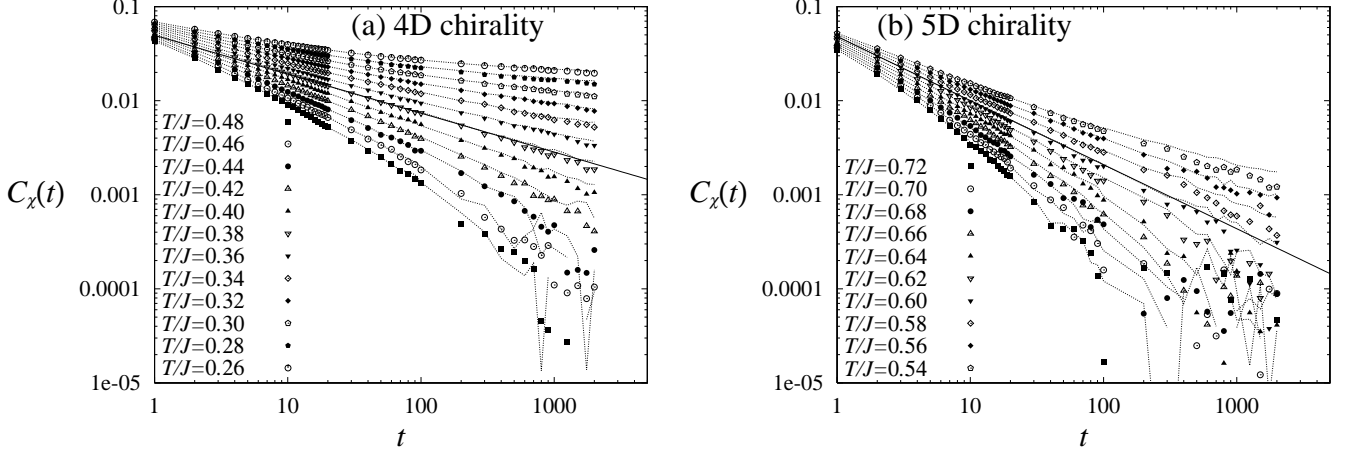 (a) 4D chirality
0.1
0.01
0.001
0.0001
1e-05
Cχ(t)
T/J=0.48
T/J=0.46
T/J=0.44
T/J=0.42
T/J=0.40
T/J=0.38
T/J=0.36
T/J=0.34
T/J=0.32
T/J=0.30
T/J=0.28
T/J=0.26
1 10 100 1000
t
(b) 5D chirality
0.1
0.01
0.001
0.0001
1e-05
Cχ(t)
T/J=0.72
T/J=0.70
T/J=0.68
T/J=0.66
T/J=0.64
T/J=0.62
T/J=0.60
T/J=0.58
T/J=0.56
T/J=0.54
1 10 100 1000
t